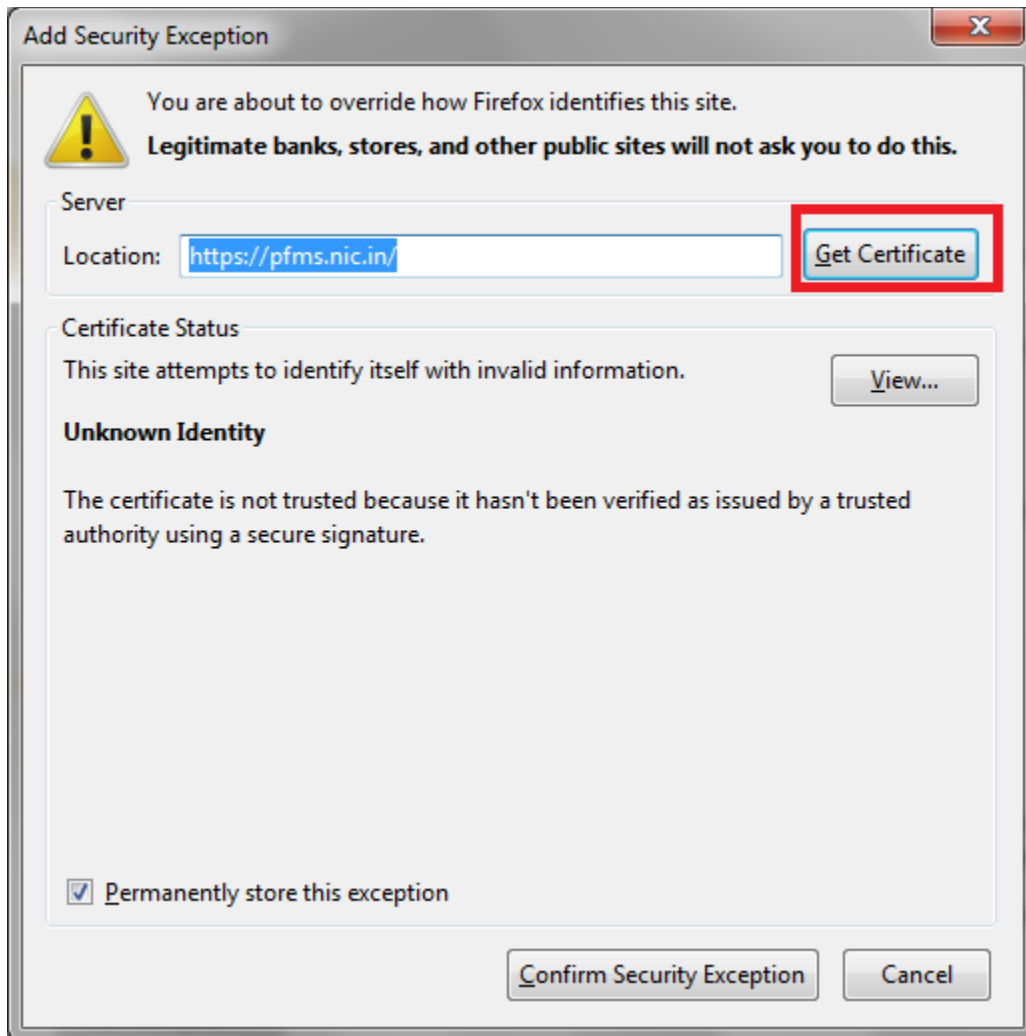 Add Security Exception
You are about to override how Firefox identifies this site.
Legitimate banks, stores, and other public sites will not ask you to do this.
Server
Location: https://pfms.nic.in/ Get Certificate
Certificate Status
This site attempts to identify itself with invalid information.
View...
Unknown Identity
The certificate is not trusted because it hasn't been verified as issued by a trusted
authority using a secure signature.
Permanently store this exception
Confirm Security Exception Cancel